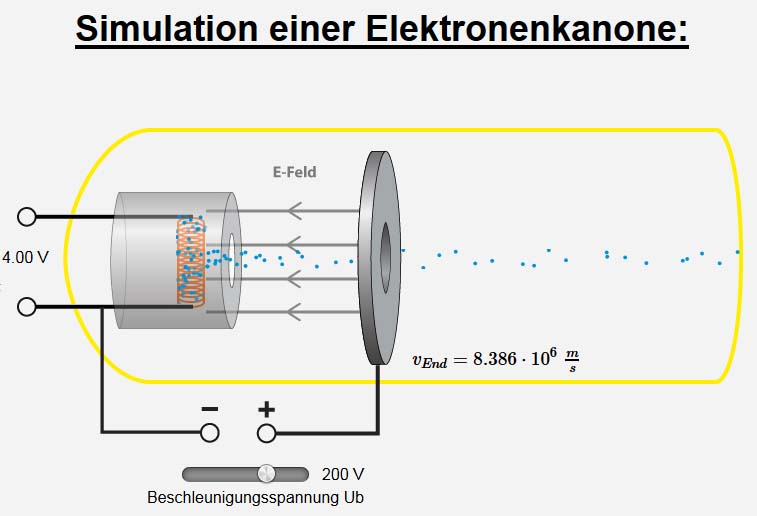 Simulation einer Elektronenkanone:
E-Feld
4.00 V
v_End = 8.386 · 10^6 m/s
− +
200 V
Beschleunigungsspannung Ub